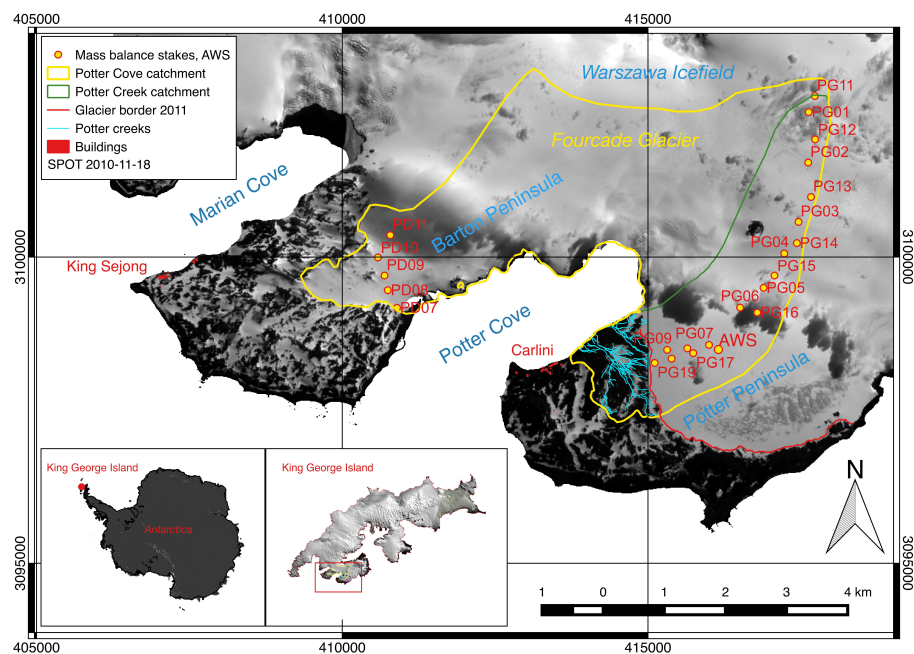 405000
410000
415000
Mass balance stakes, AWS
Potter Cove catchment
Potter Creek catchment
Glacier border 2011
Potter creeks
Buildings
SPOT 2010-11-18
Warszawa Icefield
Fourcade Glacier
Marian Cove
Barton Peninsula
King Sejong
Potter Cove
Carlini
Potter Peninsula
PG11
PG01
PG12
PG02
PG13
PG03
PG04
PG14
PG15
PG05
PG06
PG16
PG07
AWS
PG09
PG17
PG19
PD11
PD10
PD09
PD08
PD07
3100000
3100000
3095000
3095000
King George Island
Antarctica
King George Island
N
1 0 1 2 3 4 km
405000
410000
415000